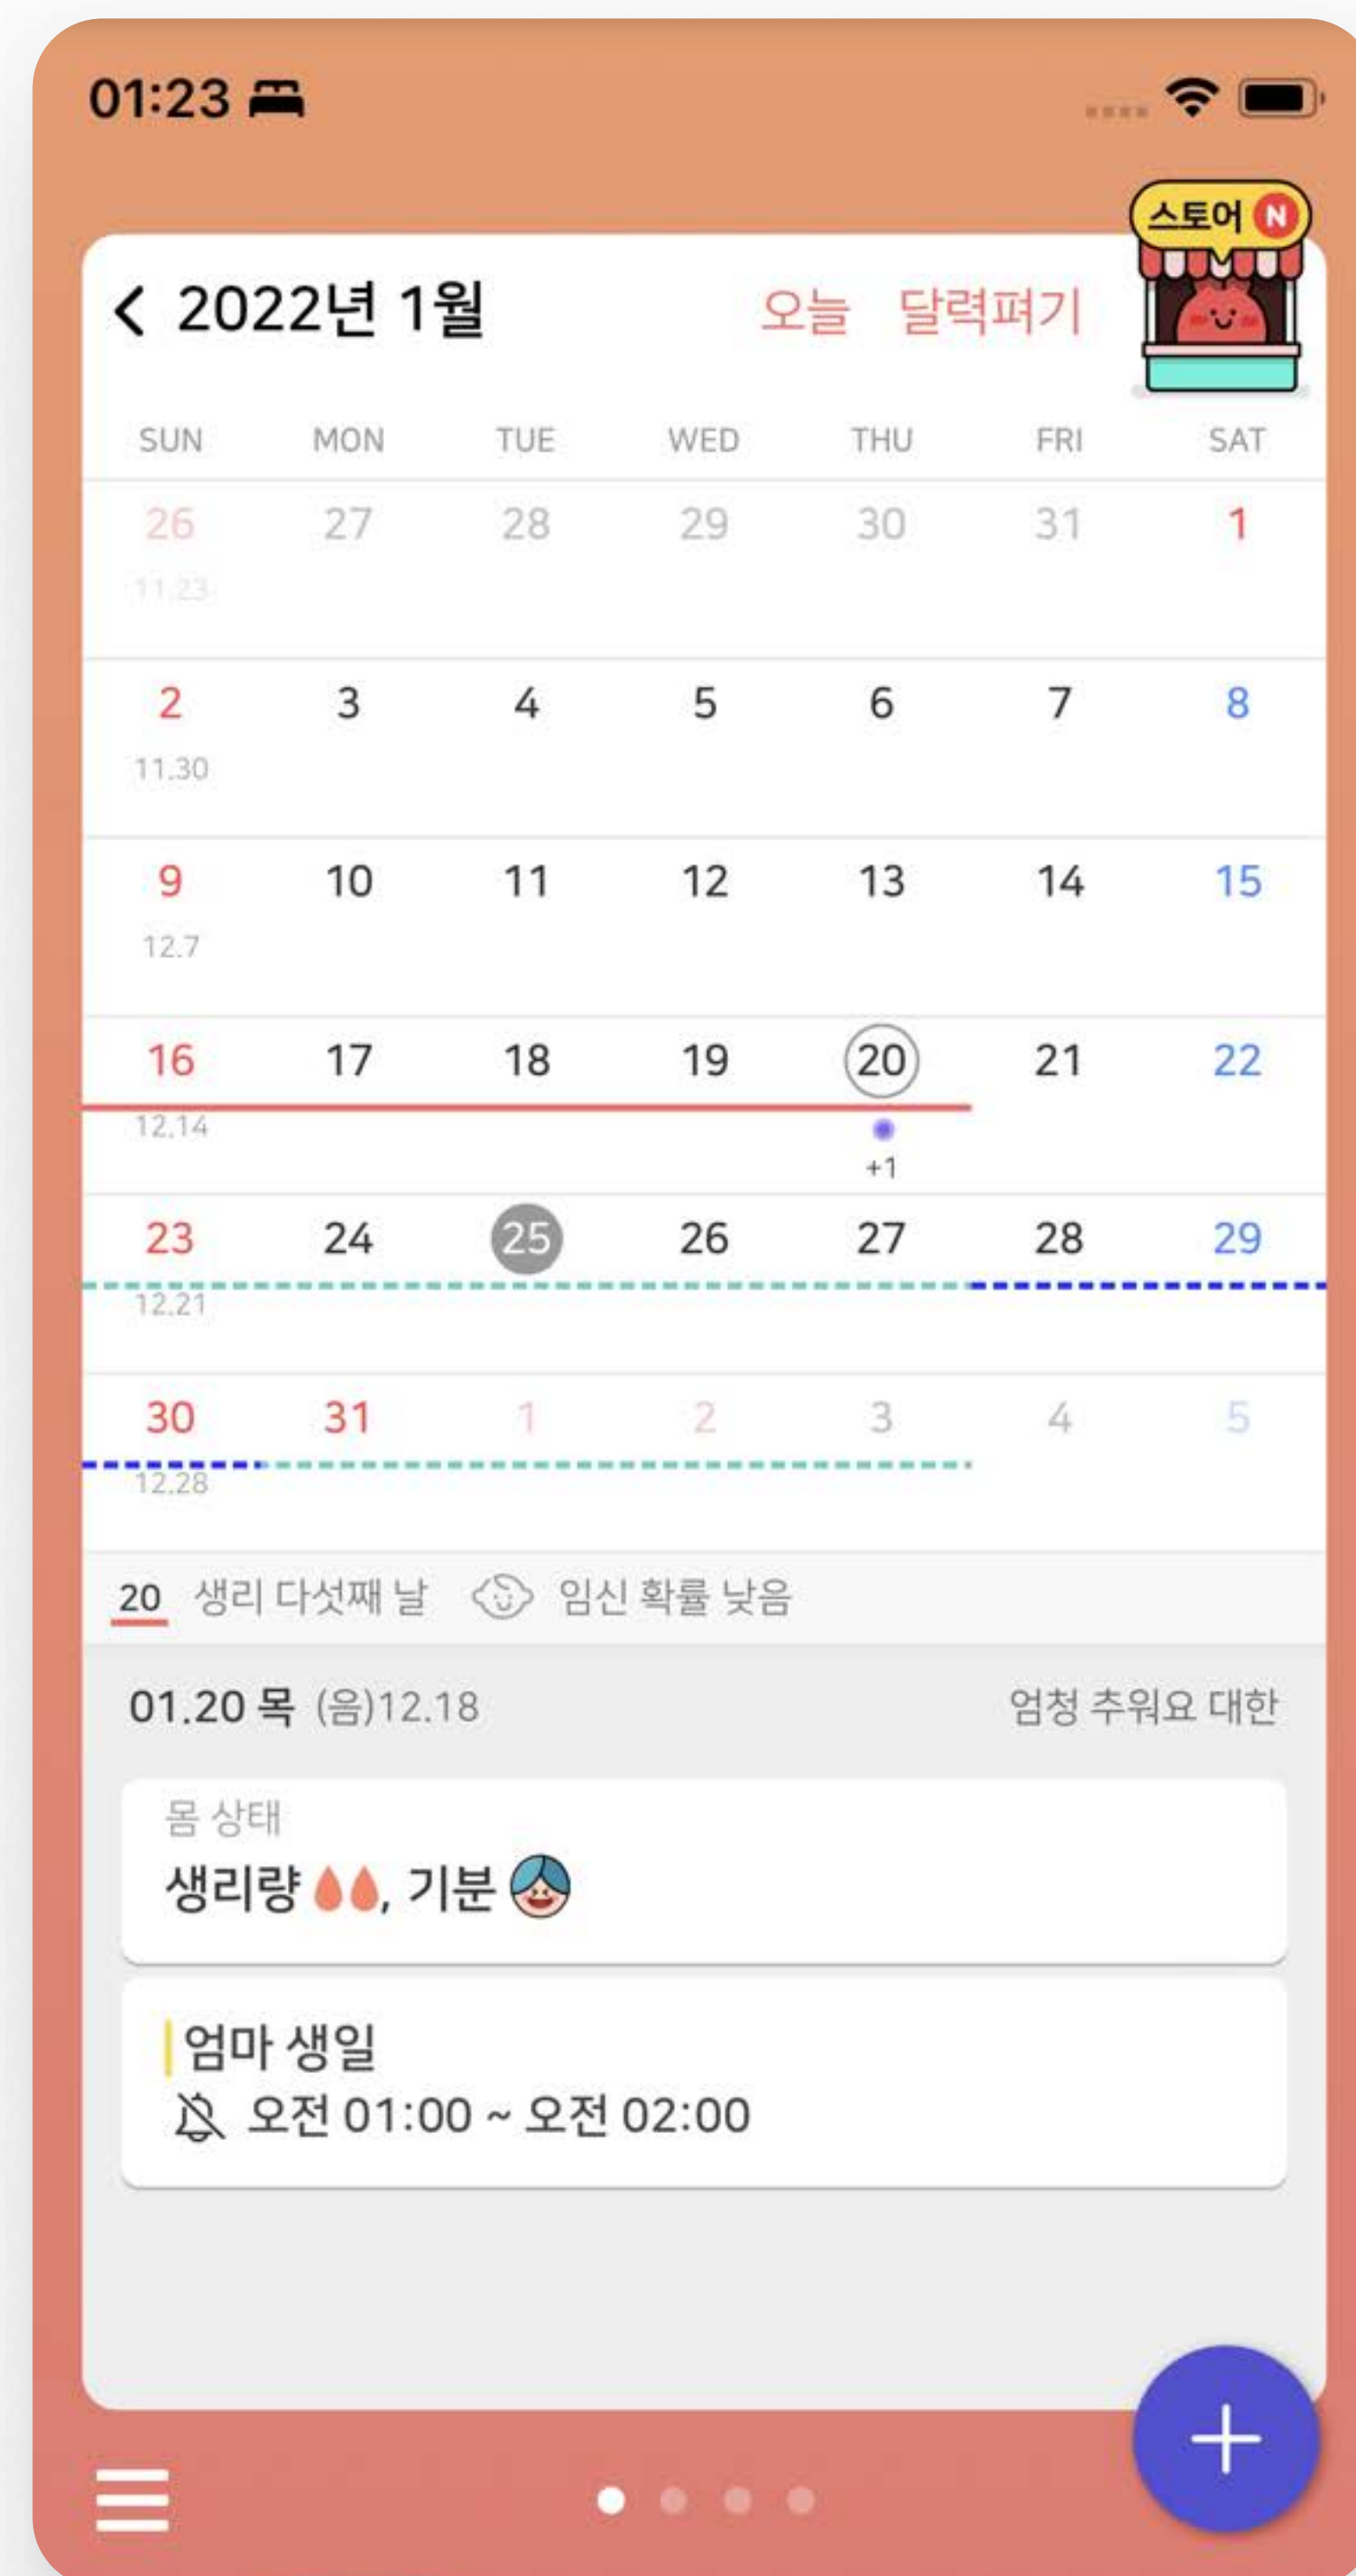 01:23
스토어 N
2022년 1월 오늘 달력펴기
SUN MON TUE WED THU FRI SAT
26 27 28 29 30 31 1
11.23
2 3 4 5 6 7 8
11.30
9 10 11 12 13 14 15
12.7
16 17 18 19 20 21 22
12.14
+1
23 24 25 26 27 28 29
12.21
30 31 1 2 3 4 5
12.28
20 생리 다섯째 날 임신 확률 낮음
01.20 목 (음)12.18 엄청 추워요 대한
몸 상태
생리량, 기분
엄마 생일
오전 01:00 ~ 오전 02:00